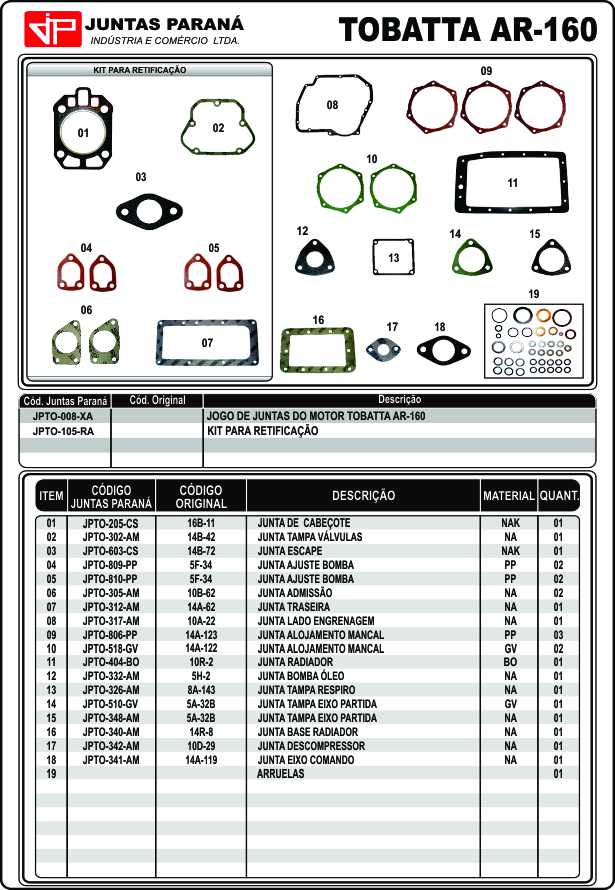 JP
JUNTAS PARANÁ
INDÚSTRIA E COMÉRCIO LTDA.
TOBATTA AR-160
KIT PARA RETIFICAÇÃO
01
02
03
04
05
06
07
08
09
10
11
12
13
14
15
16
17
18
19
Cód. Juntas Paraná Cód. Original Descrição
JPTO-008-XA JOGO DE JUNTAS DO MOTOR TOBATTA AR-160
JPTO-105-RA KIT PARA RETIFICAÇÃO
ITEM CÓDIGO JUNTAS PARANÁ CÓDIGO ORIGINAL DESCRIÇÃO MATERIAL QUANT.
01 JPTO-205-CS 16B-11 JUNTA DE CABEÇOTE NAK 01
02 JPTO-302-AM 14B-42 JUNTA TAMPA VÁLVULAS NA 01
03 JPTO-603-CS 14B-72 JUNTA ESCAPE NAK 01
04 JPTO-809-PP 5F-34 JUNTA AJUSTE BOMBA PP 02
05 JPTO-810-PP 5F-34 JUNTA AJUSTE BOMBA PP 02
06 JPTO-305-AM 10B-62 JUNTA ADMISSÃO NA 02
07 JPTO-312-AM 14A-62 JUNTA TRASEIRA NA 01
08 JPTO-317-AM 10A-22 JUNTA LADO ENGRENAGEM NA 01
09 JPTO-806-PP 14A-123 JUNTA ALOJAMENTO MANCAL PP 03
10 JPTO-518-GV 14A-122 JUNTA ALOJAMENTO MANCAL GV 02
11 JPTO-404-BO 10R-2 JUNTA RADIADOR BO 01
12 JPTO-332-AM 5H-2 JUNTA BOMBA ÓLEO NA 01
13 JPTO-326-AM 8A-143 JUNTA TAMPA RESPIRO NA 01
14 JPTO-510-GV 5A-32B JUNTA TAMPA EIXO PARTIDA GV 01
15 JPTO-348-AM 5A-32B JUNTA TAMPA EIXO PARTIDA NA 01
16 JPTO-340-AM 14R-8 JUNTA BASE RADIADOR NA 01
17 JPTO-342-AM 10D-29 JUNTA DESCOMPRESSOR NA 01
18 JPTO-341-AM 14A-119 JUNTA EIXO COMANDO NA 01
19 ARRUELAS 01